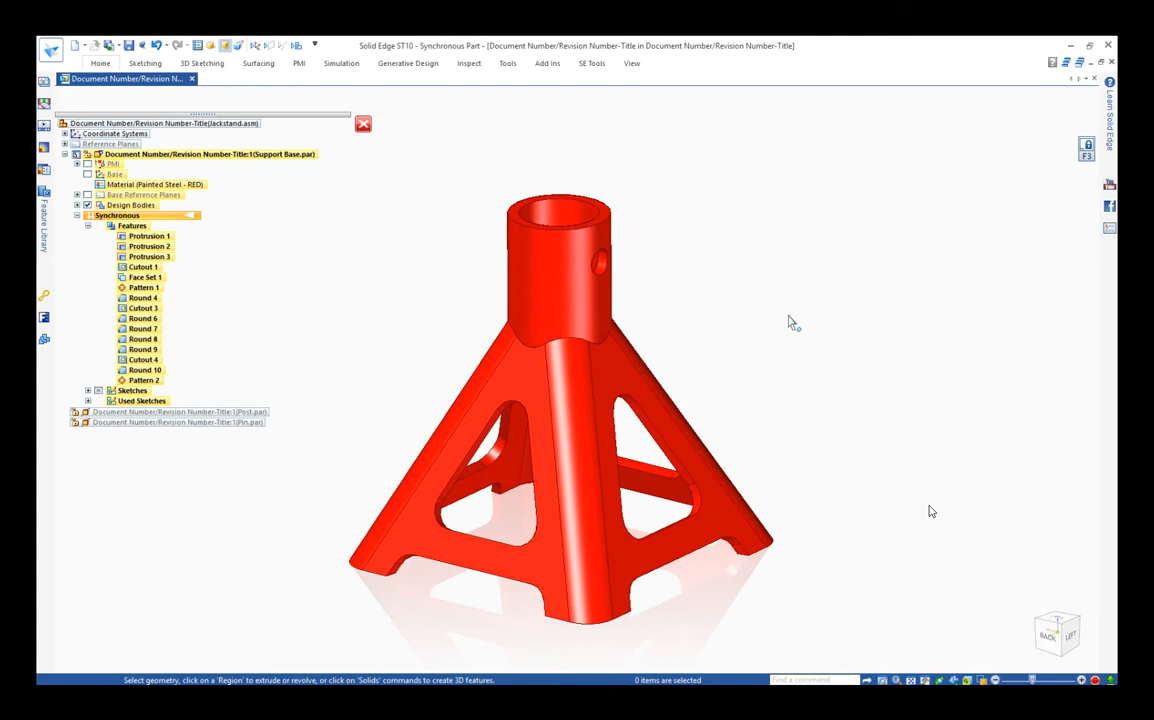 Solid Edge ST10 - Synchronous Part - [Document Number/Revision Number-Title in Document Number/Revision Number-Title]
Home Sketching 3D Sketching Surfacing PMI Simulation Generative Design Inspect Tools Add Ins SE Tools View
Document Number/Revision N...
Learn Solid Edge
Feature Library
F3
You Tube
Document Number/Revision Number-Title(Jackstand.asm)
Coordinate Systems
Reference Planes
Document Number/Revision Number-Title:1(Support Base.par)
PMI
Base
Material (Painted Steel - RED)
Base Reference Planes
Design Bodies
Synchronous
Features
Protrusion 1
Protrusion 2
Protrusion 3
Cutout 1
Face Set 1
Pattern 1
Round 4
Cutout 3
Round 6
Round 7
Round 8
Round 9
Cutout 4
Round 10
Pattern 2
Sketches
Used Sketches
Document Number/Revision Number-Title:1(Post.par)
Document Number/Revision Number-Title:1(Pin.par)
BACK LEFT
Select geometry, click on a 'Region' to extrude or revolve, or click on 'Solids' commands to create 3D features. 0 items are selected Find a command